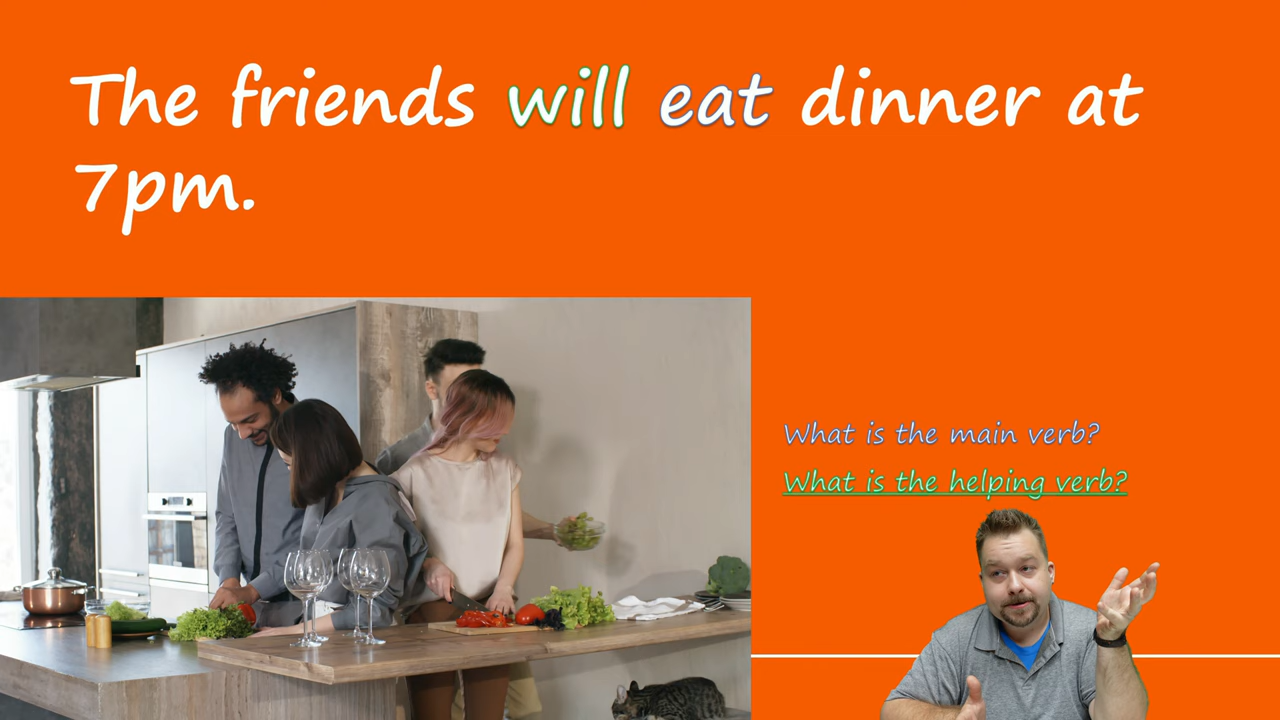 The friends will eat dinner at
7pm.
What is the main verb?
What is the helping verb?